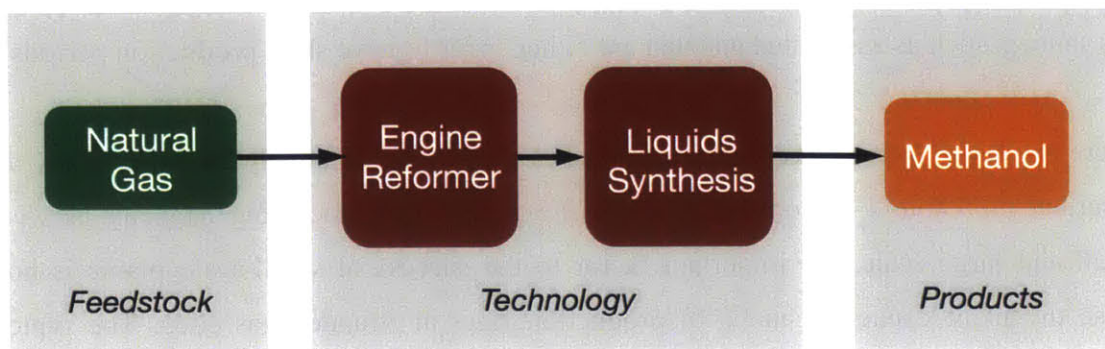 Natural
Gas
Engine
Reformer
Liquids
Synthesis
Methanol
Feedstock
Technology
Products